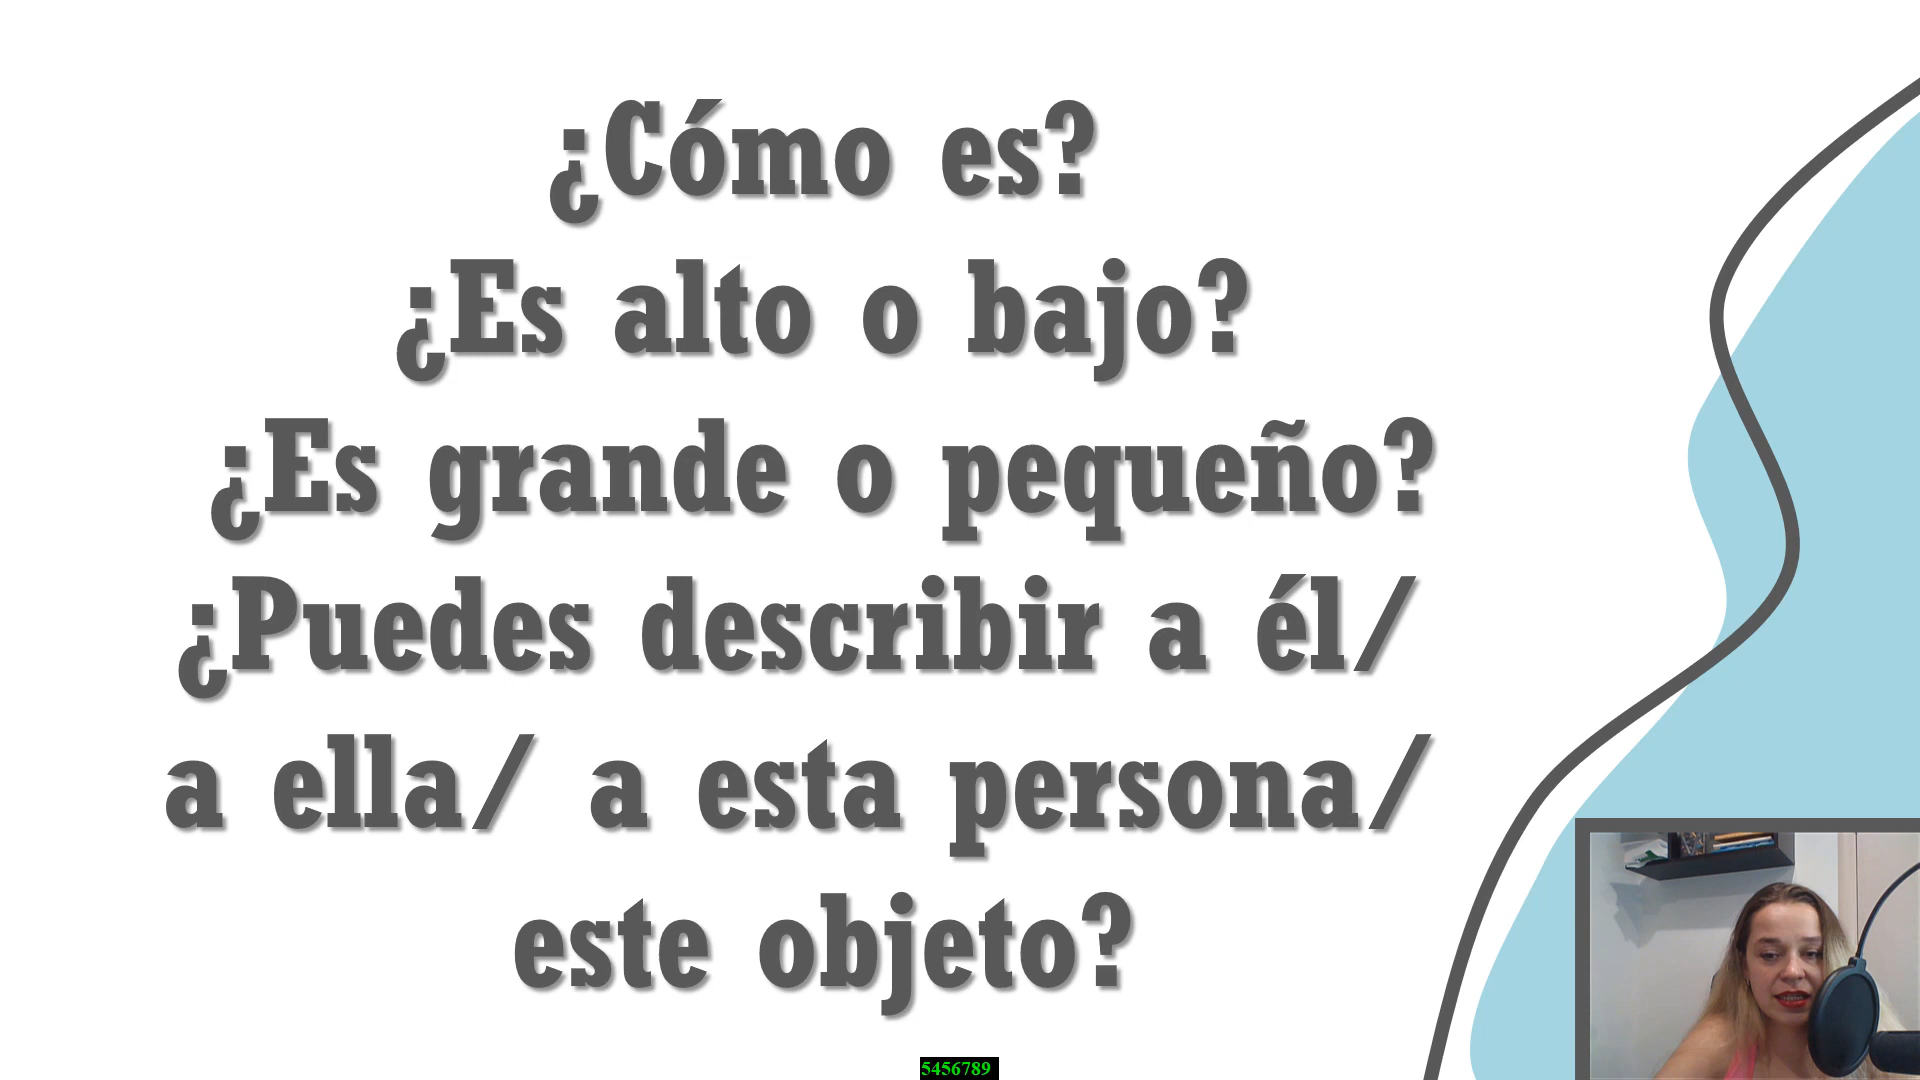 ¿Cómo es?
¿Es alto o bajo?
¿Es grande o pequeño?
¿Puedes describir a él/
a ella/ a esta persona/
este objeto?
5456789